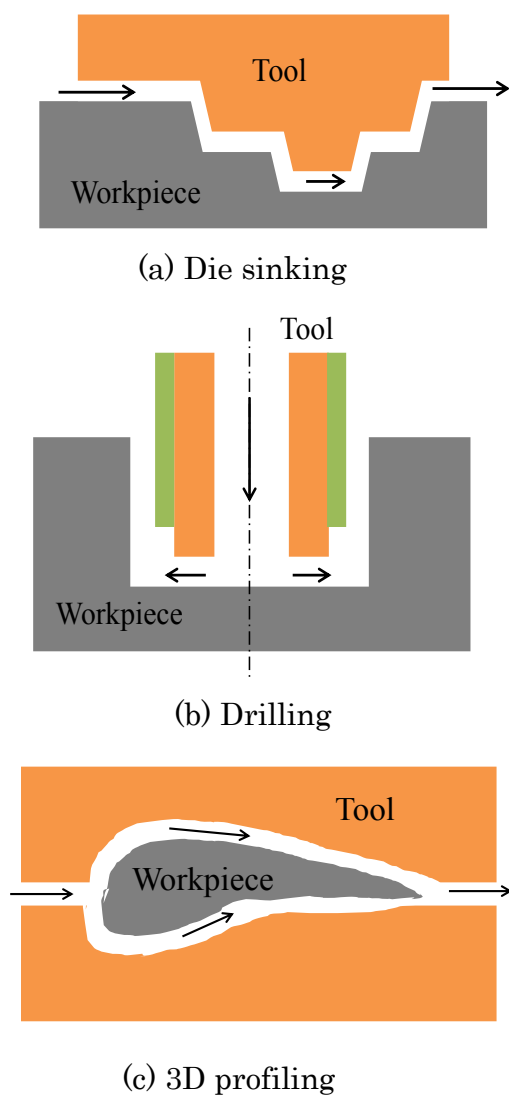 Tool
Workpiece
(a) Die sinking
Tool
Workpiece
(b) Drilling
Tool
Workpiece
(c) 3D profiling